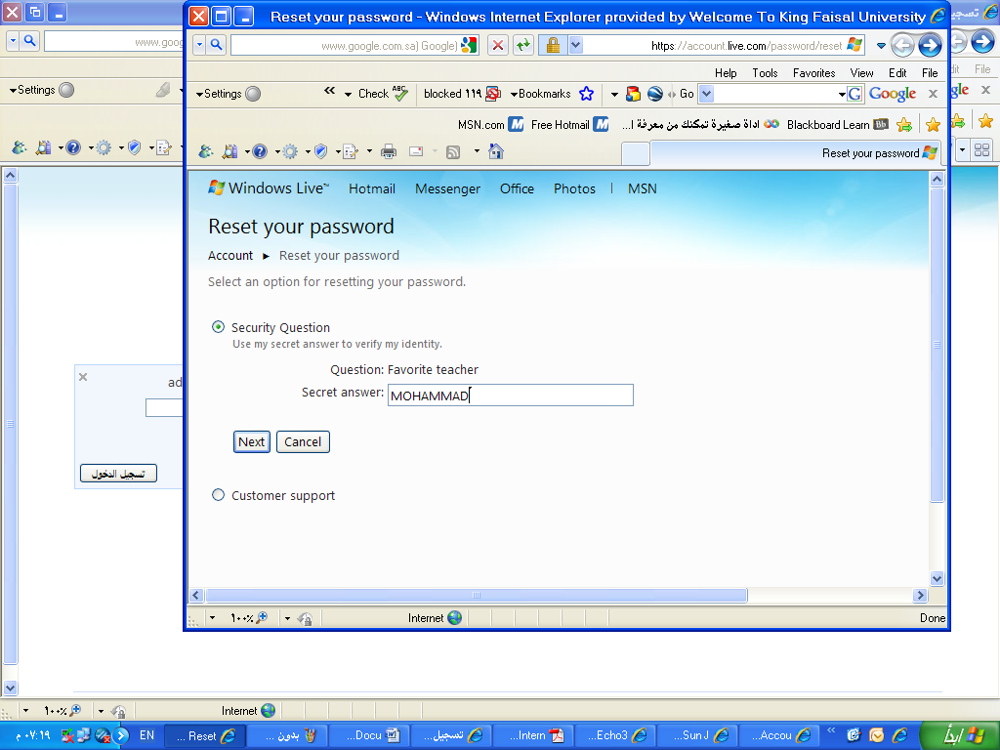 Reset your password - Windows Internet Explorer provided by Welcome To King Faisal University
www.google.com.sa) Google)
https://account.live.com/password/reset
Help Tools Favorites View Edit File
Settings
Check
ABC
blocked ١١٩
Bookmarks
Go
G
Google
MSN.com
Free Hotmail
اداة صغيرة تمكنك من معرفة ا...
Blackboard Learn
Bb
Reset your password
Windows Live™ Hotmail Messenger Office Photos | MSN
Reset your password
Account ► Reset your password
Select an option for resetting your password.
Security Question
Use my secret answer to verify my identity.
Question: Favorite teacher
Secret answer: MOHAMMAD
Next Cancel
Customer support
١٠٠%
Internet
Done
www.goog
Settings
File
ad
تسجيل الدخول
١٠٠%
Internet
٠٧:١٩ م
EN
...Reset
بدون ...
...Docu
تسجيل...
...Intern
...Echo3
...Sun J
...Accou
ابدأ